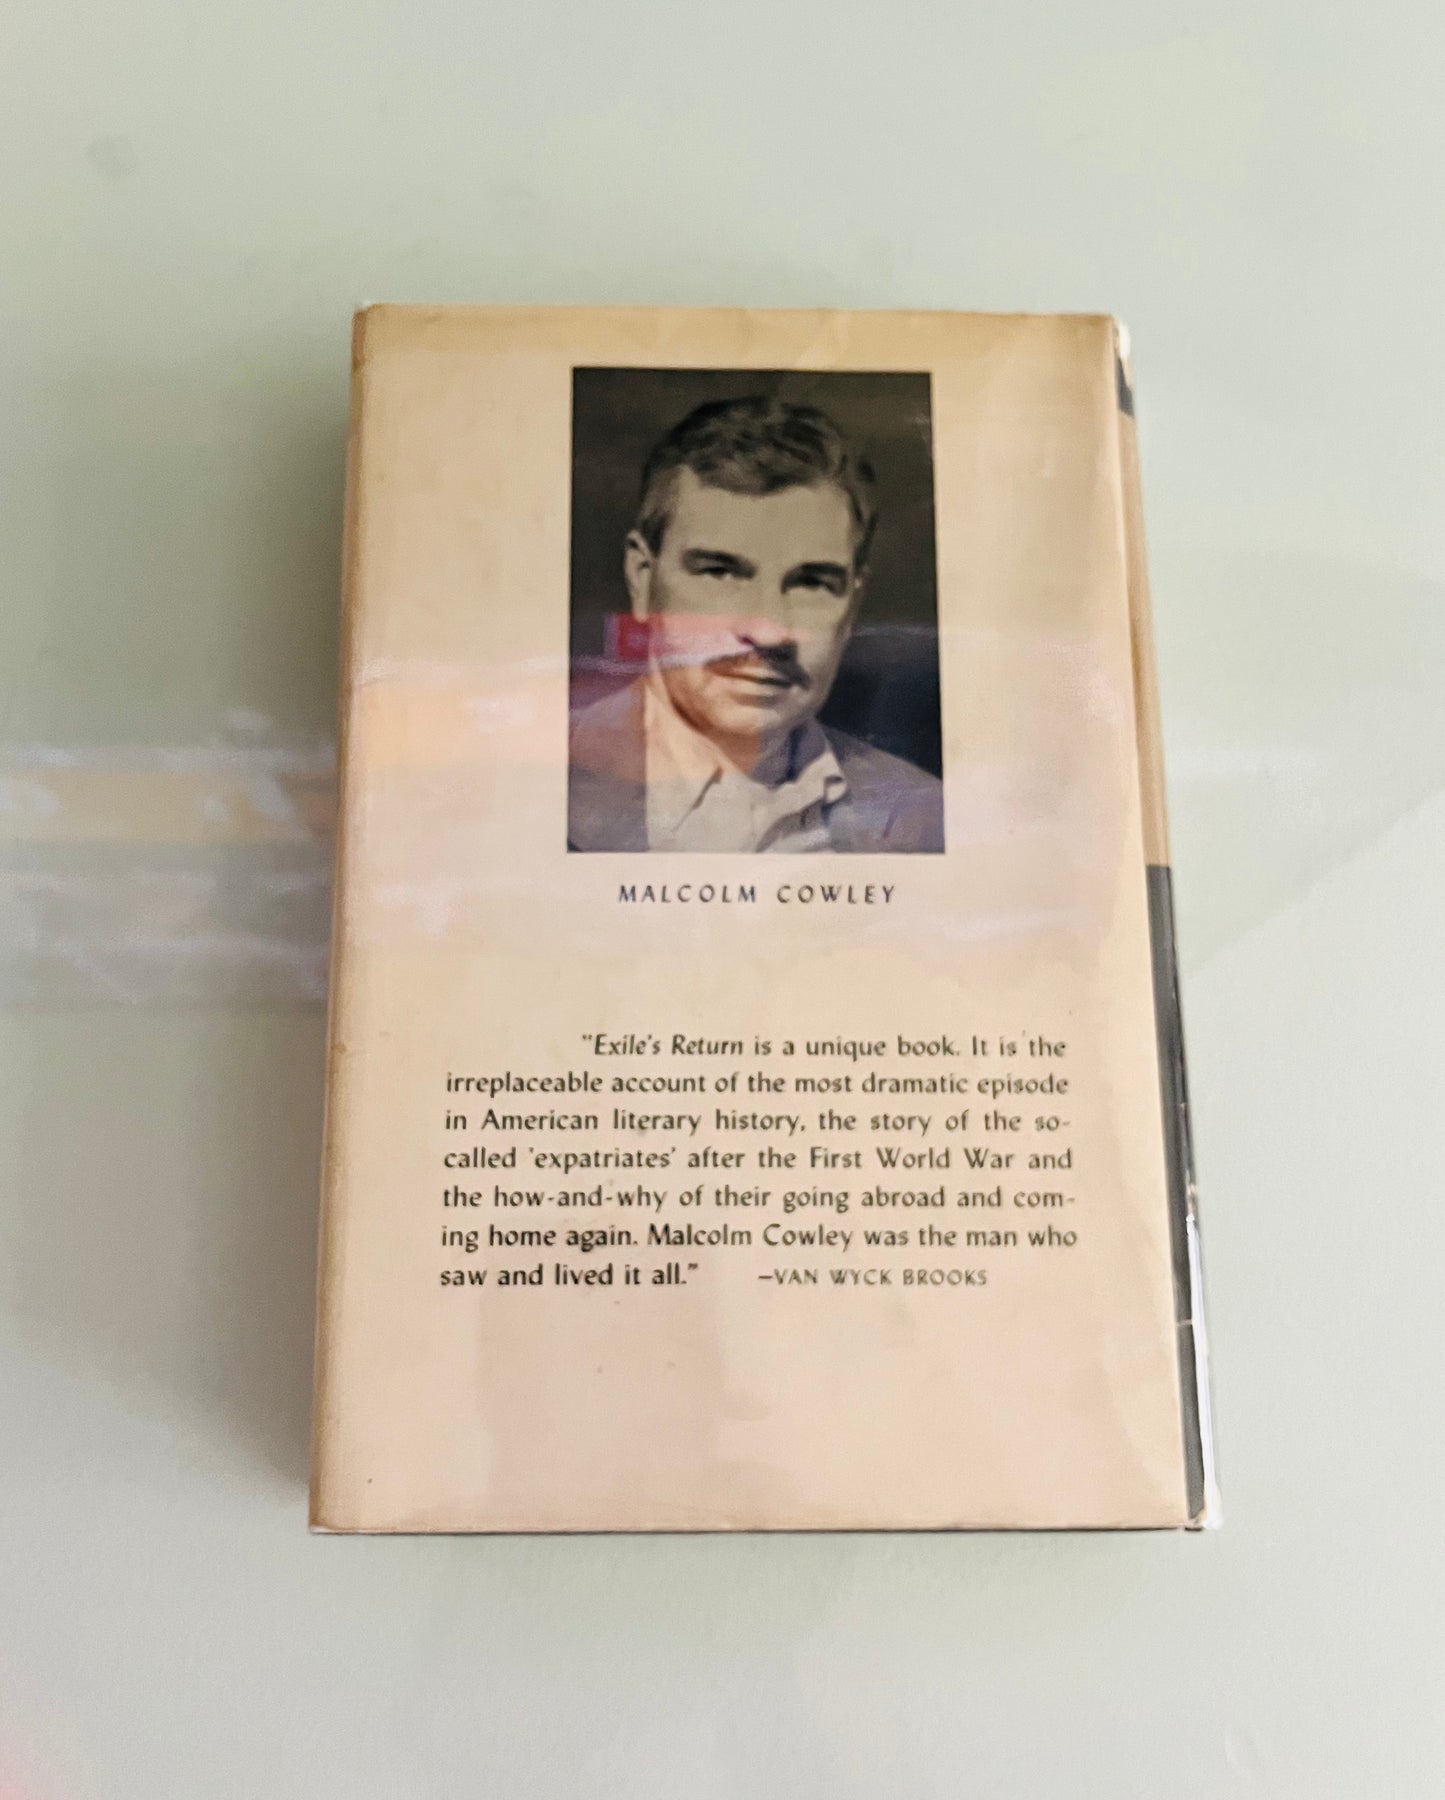 MALCOLM COWLEY
"Exile's Return is a unique book. It is the
irreplaceable account of the most dramatic episode
in American literary history, the story of the so-
called 'expatriates' after the First World War and
the how-and-why of their going abroad and com-
ing home again. Malcolm Cowley was the man who
saw and lived it all." —VAN WYCK BROOKS